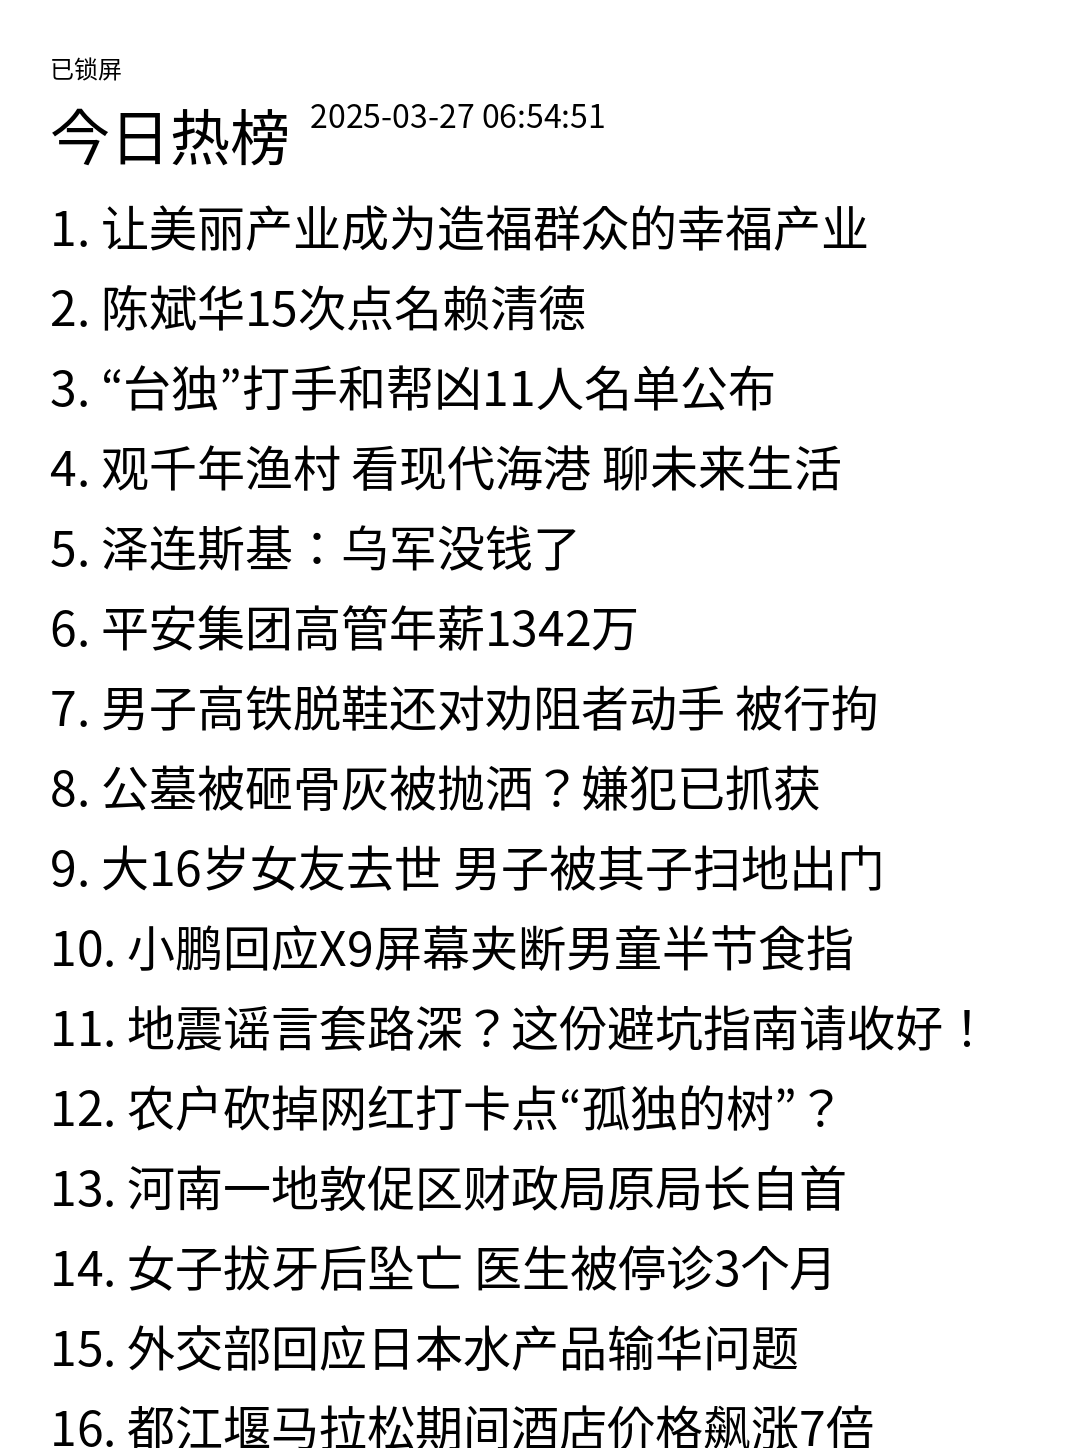 已锁屏
今日热榜 2025-03-27 06:54:51
1. 让美丽产业成为造福群众的幸福产业
2. 陈斌华15次点名赖清德
3. “台独”打手和帮凶11人名单公布
4. 观千年渔村 看现代海港 聊未来生活
5. 泽连斯基：乌军没钱了
6. 平安集团高管年薪1342万
7. 男子高铁脱鞋还对劝阻者动手 被行拘
8. 公墓被砸骨灰被抛洒？嫌犯已抓获
9. 大16岁女友去世 男子被其子扫地出门
10. 小鹏回应X9屏幕夹断男童半节食指
11. 地震谣言套路深？这份避坑指南请收好！
12. 农户砍掉网红打卡点“孤独的树”？
13. 河南一地敦促区财政局原局长自首
14. 女子拔牙后坠亡 医生被停诊3个月
15. 外交部回应日本水产品输华问题
16. 都江堰马拉松期间酒店价格飙涨7倍